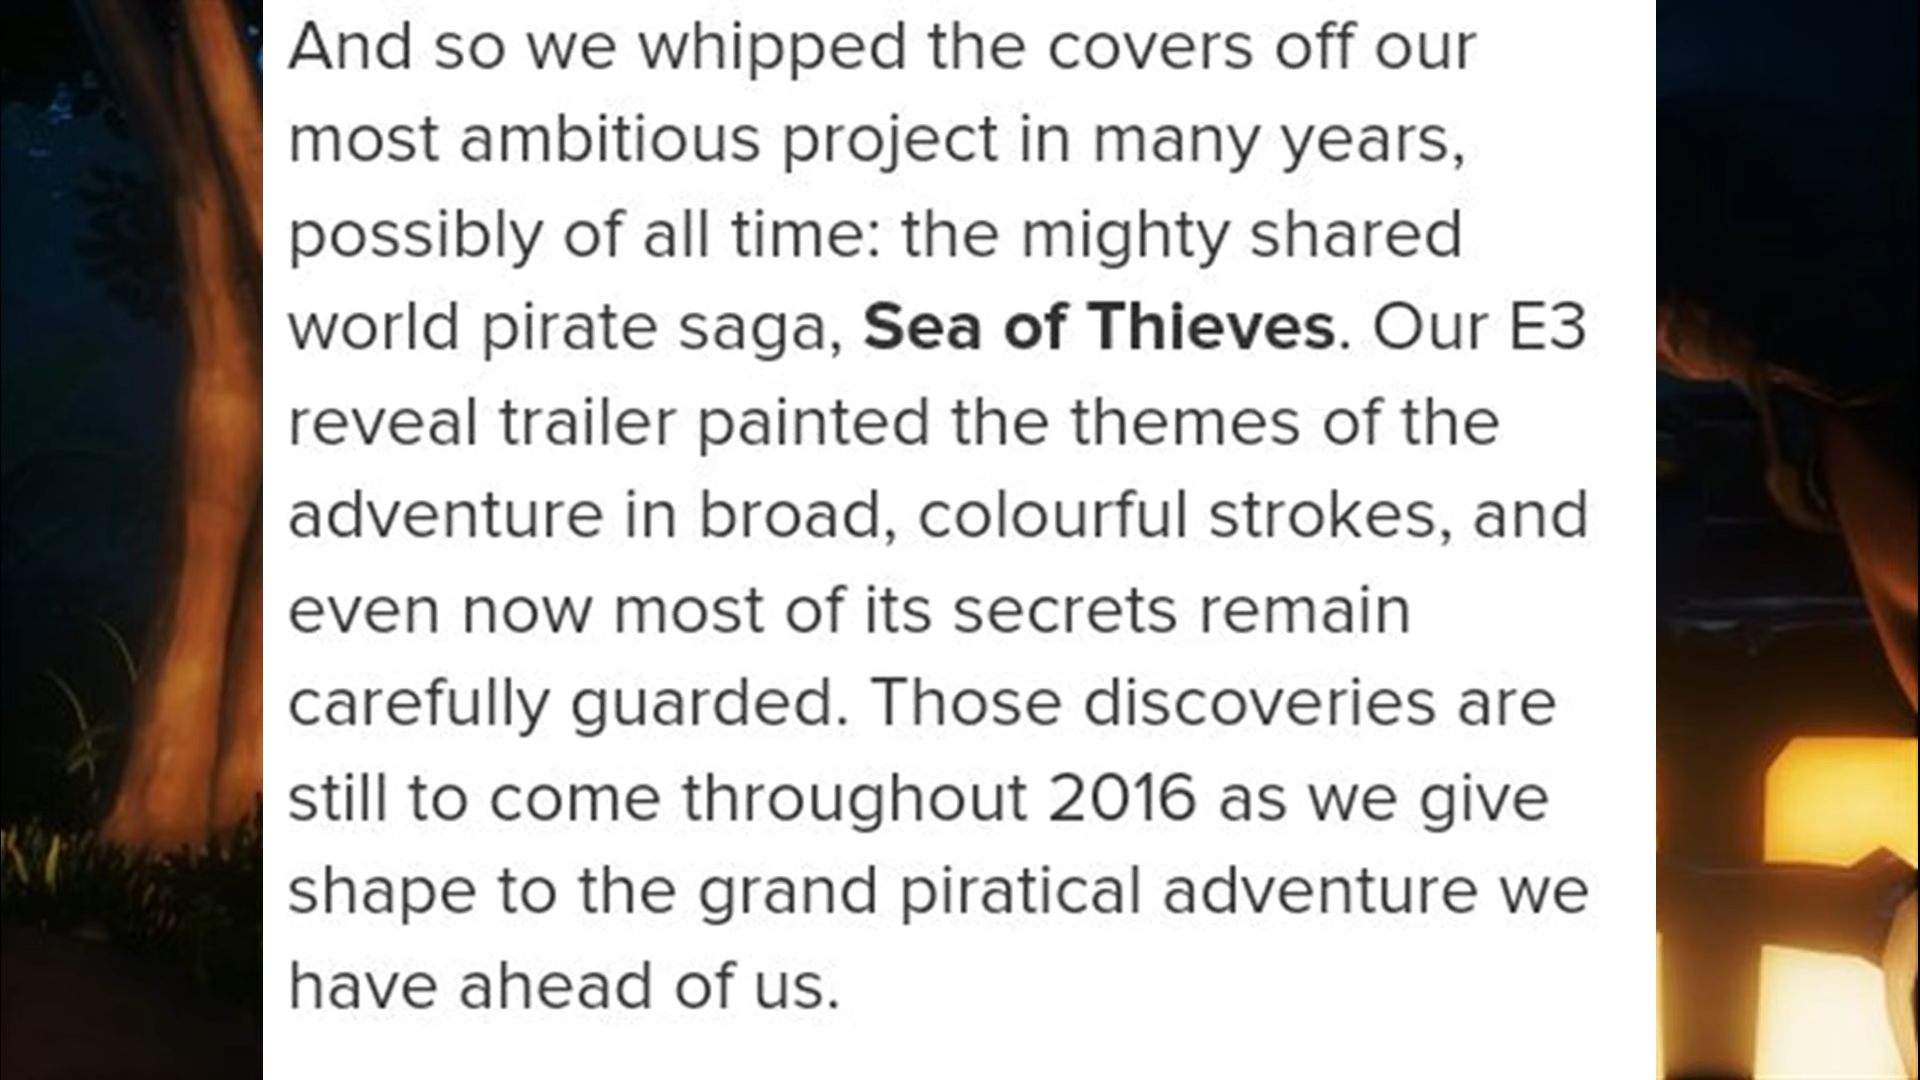 And so we whipped the covers off our
most ambitious project in many years,
possibly of all time: the mighty shared
world pirate saga, Sea of Thieves. Our E3
reveal trailer painted the themes of the
adventure in broad, colourful strokes, and
even now most of its secrets remain
carefully guarded. Those discoveries are
still to come throughout 2016 as we give
shape to the grand piratical adventure we
have ahead of us.